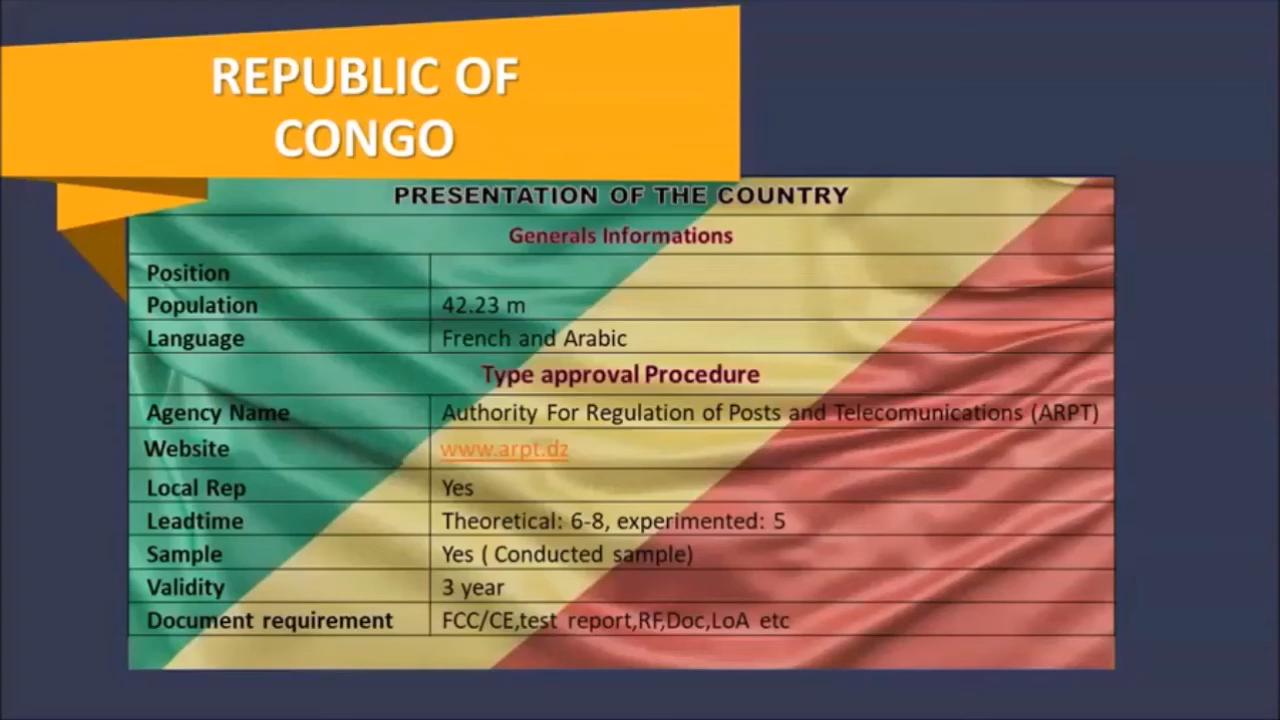 REPUBLIC OF
CONGO
PRESENTATION OF THE COUNTRY
Generals Informations
Position
Population 42.23 m
Language French and Arabic
Type approval Procedure
Agency Name Authority For Regulation of Posts and Telecomunications (ARPT)
Website www.arpt.dz
Local Rep Yes
Leadtime Theoretical: 6-8, experimented: 5
Sample Yes ( Conducted sample)
Validity 3 year
Document requirement FCC/CE,test report,RF,Doc,LoA etc